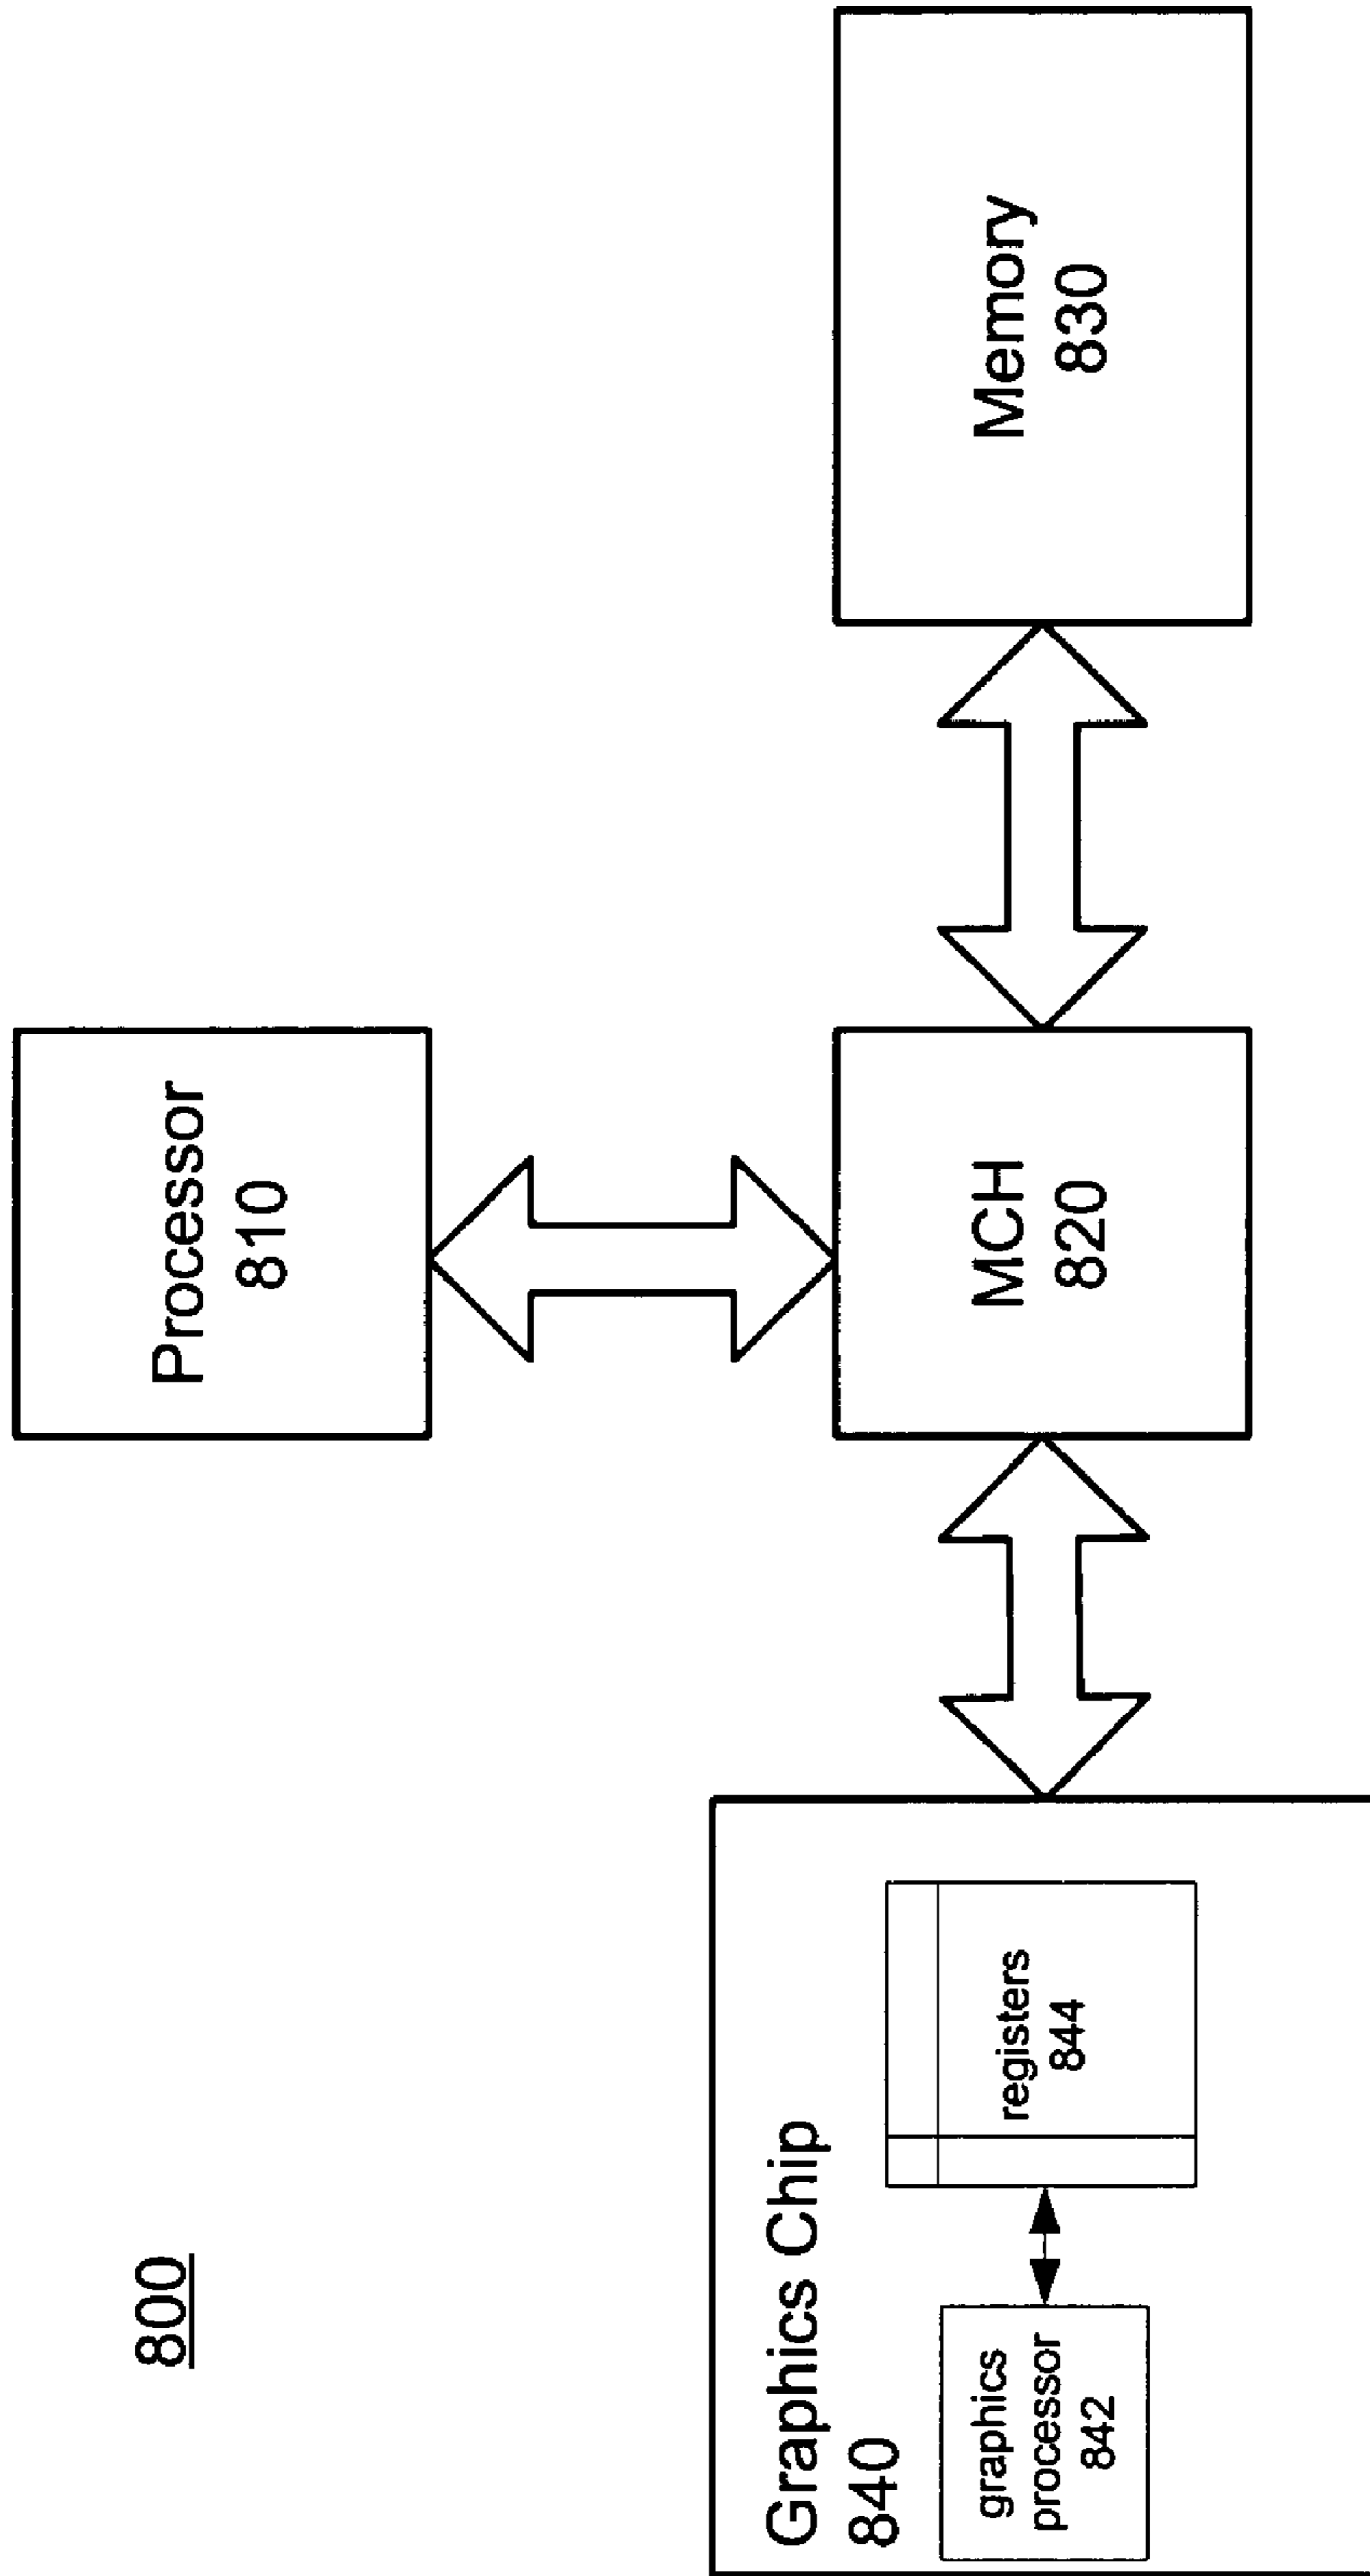 800
Processor
810
Graphics Chip
840
graphics
processor
842
registers
844
MCH
820
Memory
830